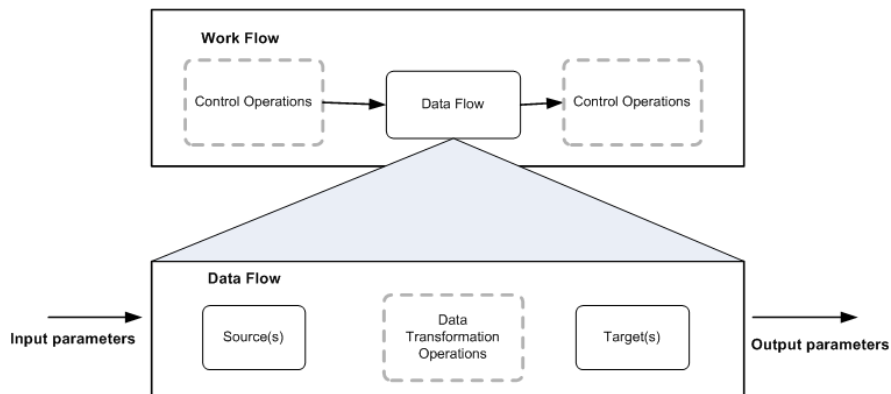 Work Flow
Control Operations
Data Flow
Control Operations
Data Flow
Input parameters
Source(s)
Data
Transformation
Operations
Target(s)
Output parameters